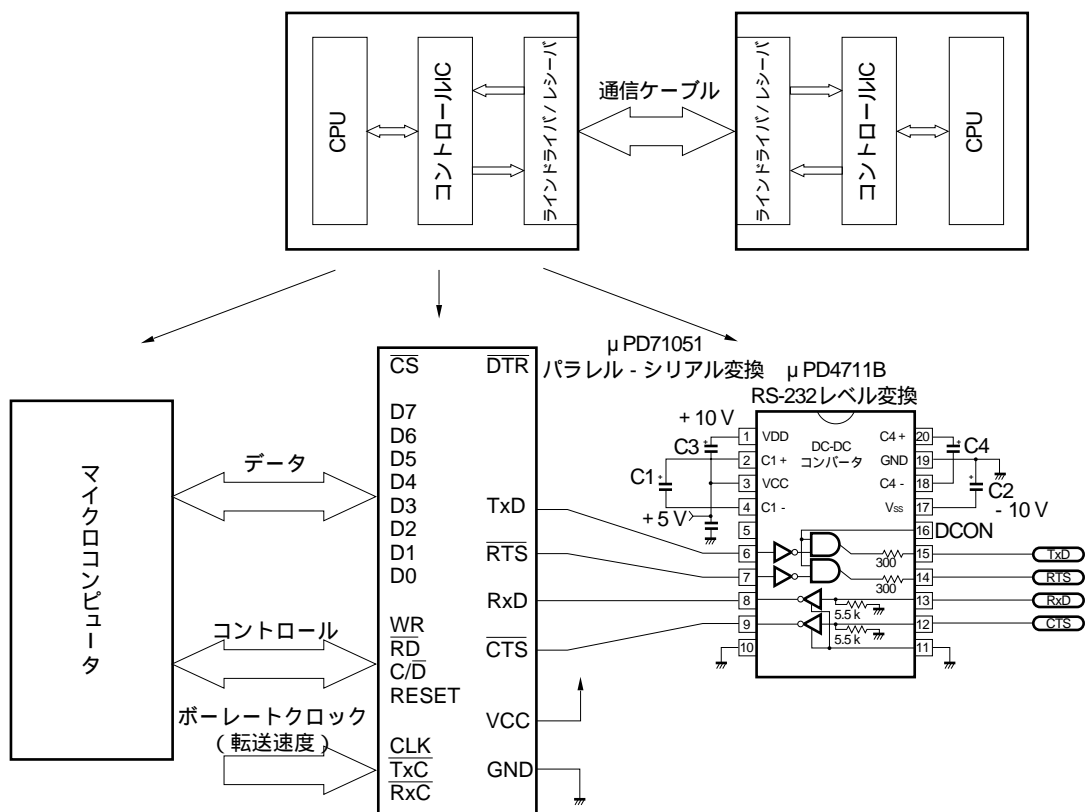 CPU
コントロールIC
ラインドライバ/レシーバ
通信ケーブル
ラインドライバ/レシーバ
コントロールIC
CPU
μPD71051
パラレル - シリアル変換
μPD4711B
RS-232レベル変換
マイクロコンピュータ
データ
コントロール
ボーレートクロック
(転送速度)
CS
D7
D6
D5
D4
D3
D2
D1
D0
WR
RD
C/D
RESET
CLK
TxC
RxC
DTR
TxD
RTS
RxD
CTS
VCC
GND
+10 V
C3
C1
+5 V
1
2
3
4
5
6
7
8
9
10
VDD
C1+
VCC
C1-
DC-DC
コンバータ
C4+
GND
C4-
Vss
20
19
18
17
16
15
14
13
12
11
C4
C2
-10 V
DCON
300
300
5.5 k
5.5 k
TxD
RTS
RxD
CTS